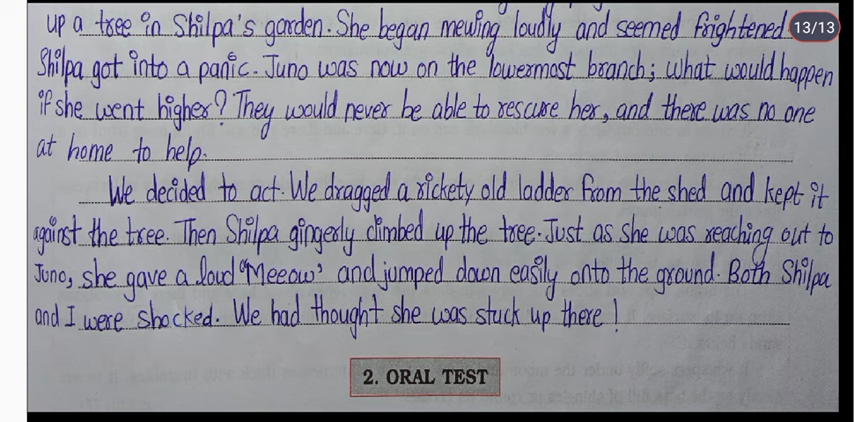 up a tree in Shilpa's garden. She began mewing loudly and seemed frightened.
13/13
Shilpa got into a panic. Juno was now on the lowermost branch; what would happen
if she went higher? They would never be able to rescure her, and there was no one
at home to help.
We decided to act. We dragged a rickety old ladder from the shed and kept it
against the tree. Then Shilpa gingerly climbed up the tree. Just as she was reaching out to
Juno, she gave a loud "Meeow' and jumped down easily onto the ground. Both Shilpa
and I were shocked. We had thought she was stuck up there!
2. ORAL TEST